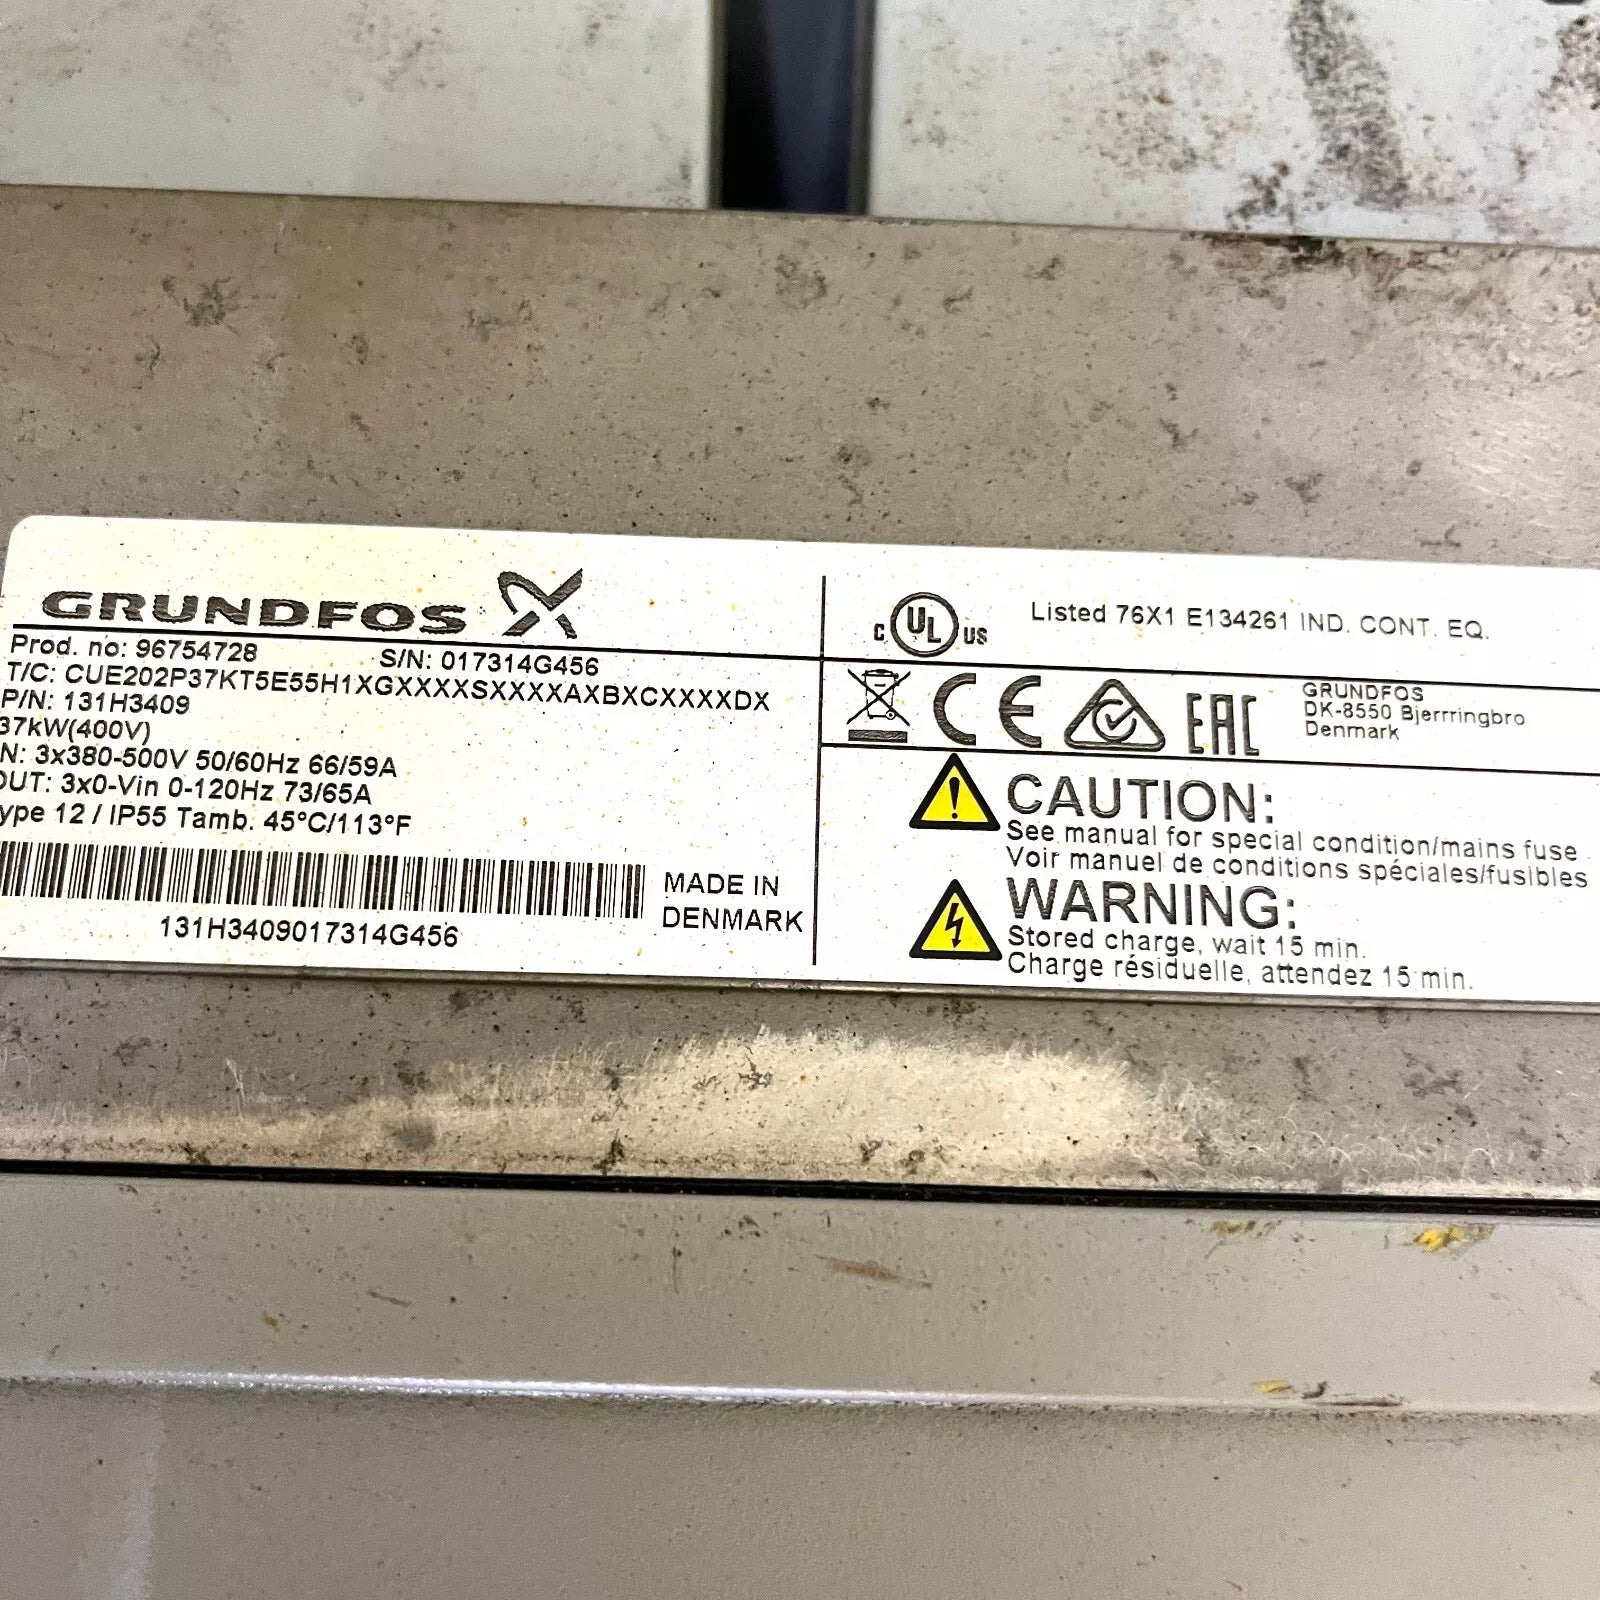 GRUNDFOS
Prod. no: 96754728 S/N: 017314G456
T/C: CUE202P37KT5E55H1XGXXXXSXXXXAXBXCXXXXDX
P/N: 131H3409
37kW(400V)
N: 3x380-500V 50/60Hz 66/59A
OUT: 3x0-Vin 0-120Hz 73/65A
ype 12 / IP55 Tamb. 45°C/113°F
131H3409017314G456
MADE IN
DENMARK
C UL US Listed 76X1 E134261 IND. CONT. EQ.
CE EAC
GRUNDFOS
DK-8550 Bjerrringbro
Denmark
CAUTION:
See manual for special condition/mains fuse
Voir manuel de conditions spéciales/fusibles
WARNING:
Stored charge, wait 15 min.
Charge résiduelle, attendez 15 min.